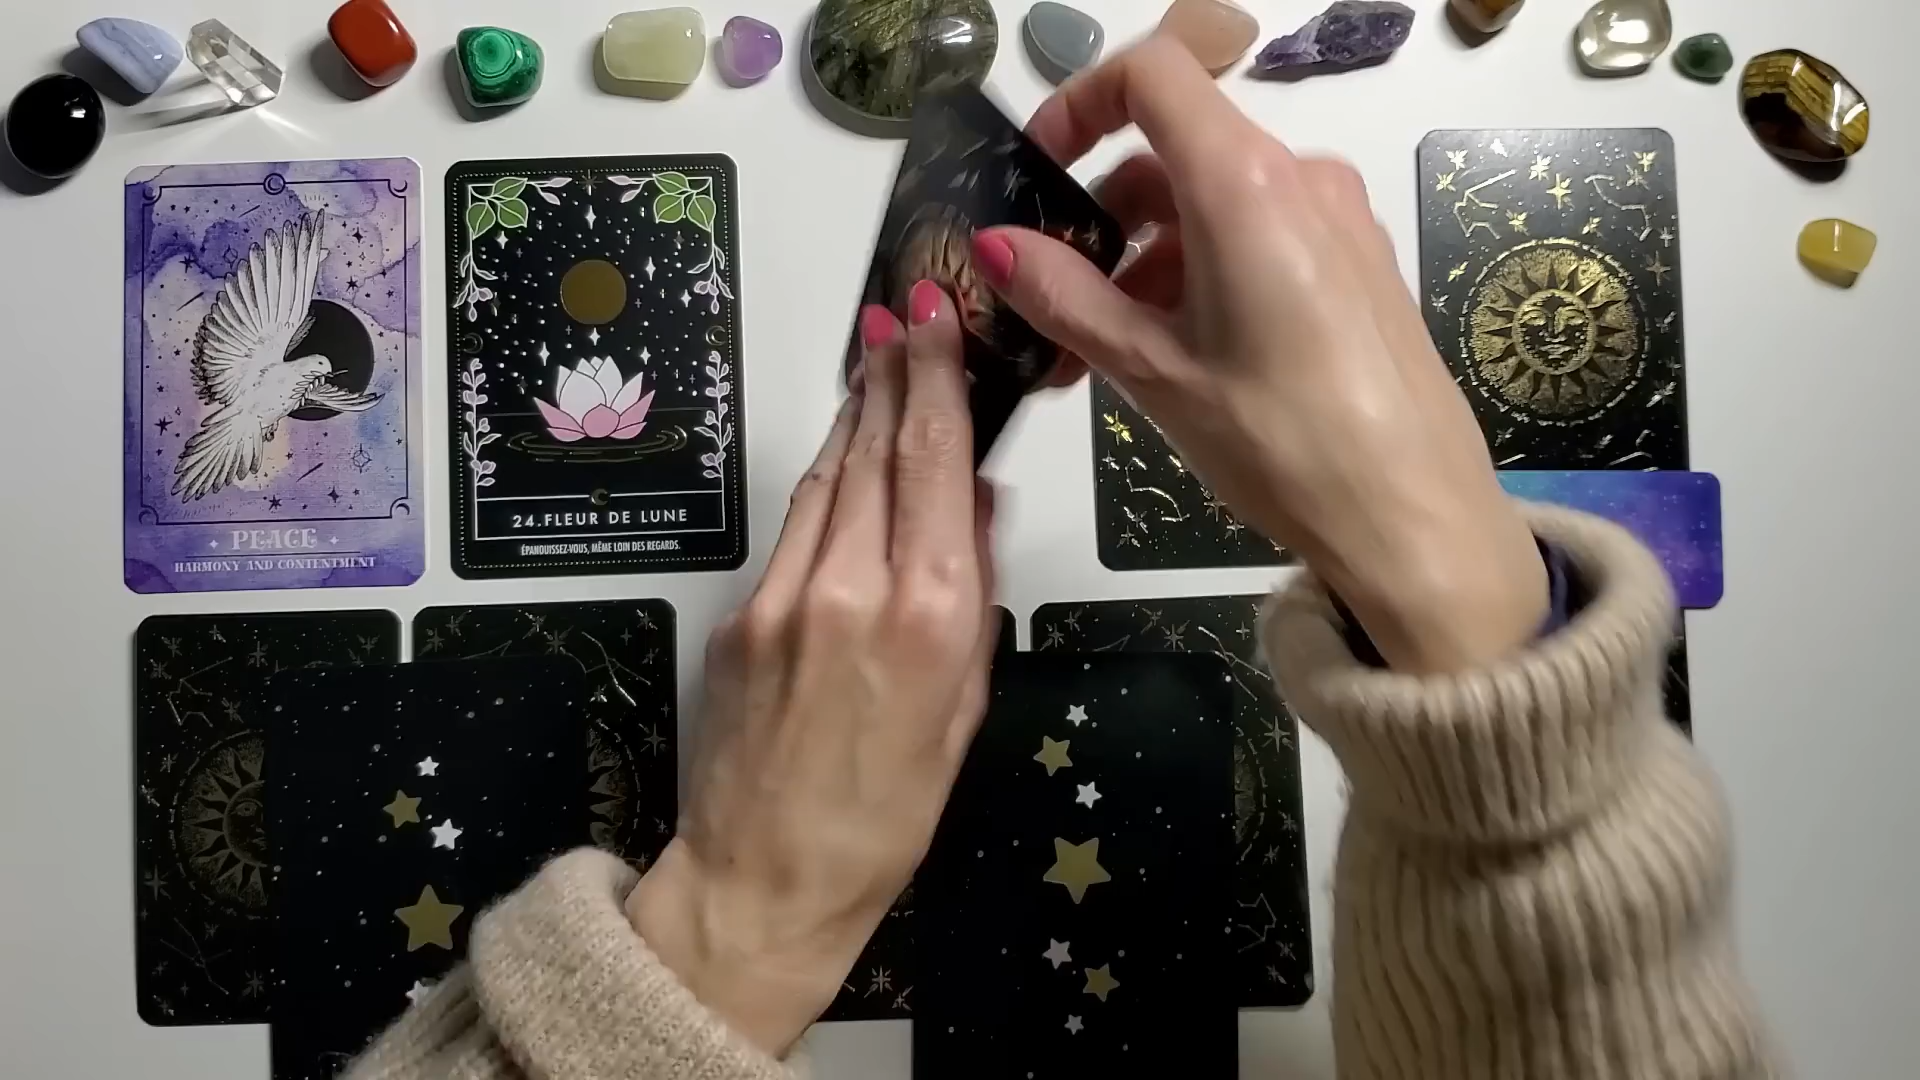 PEACE
HARMONY AND CONTENTMENT
24.FLEUR DE LUNE
ÉPANOUISSEZ-VOUS, MÊME LOIN DES REGARDS.